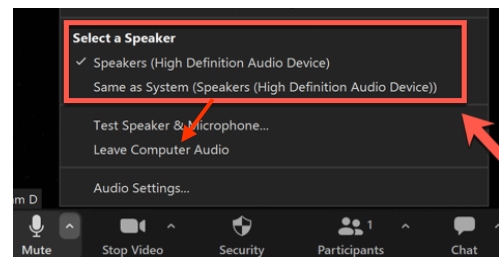 Select a Speaker
Speakers (High Definition Audio Device)
Same as System (Speakers (High Definition Audio Device))
Test Speaker & Microphone...
Leave Computer Audio
Audio Settings...
m D
1
Mute Stop Video Security Participants Chat